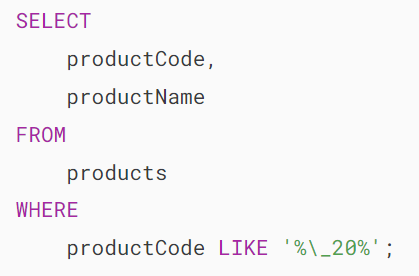 SELECT
productCode,
productName
FROM
products
WHERE
productCode LIKE '%\_20%';